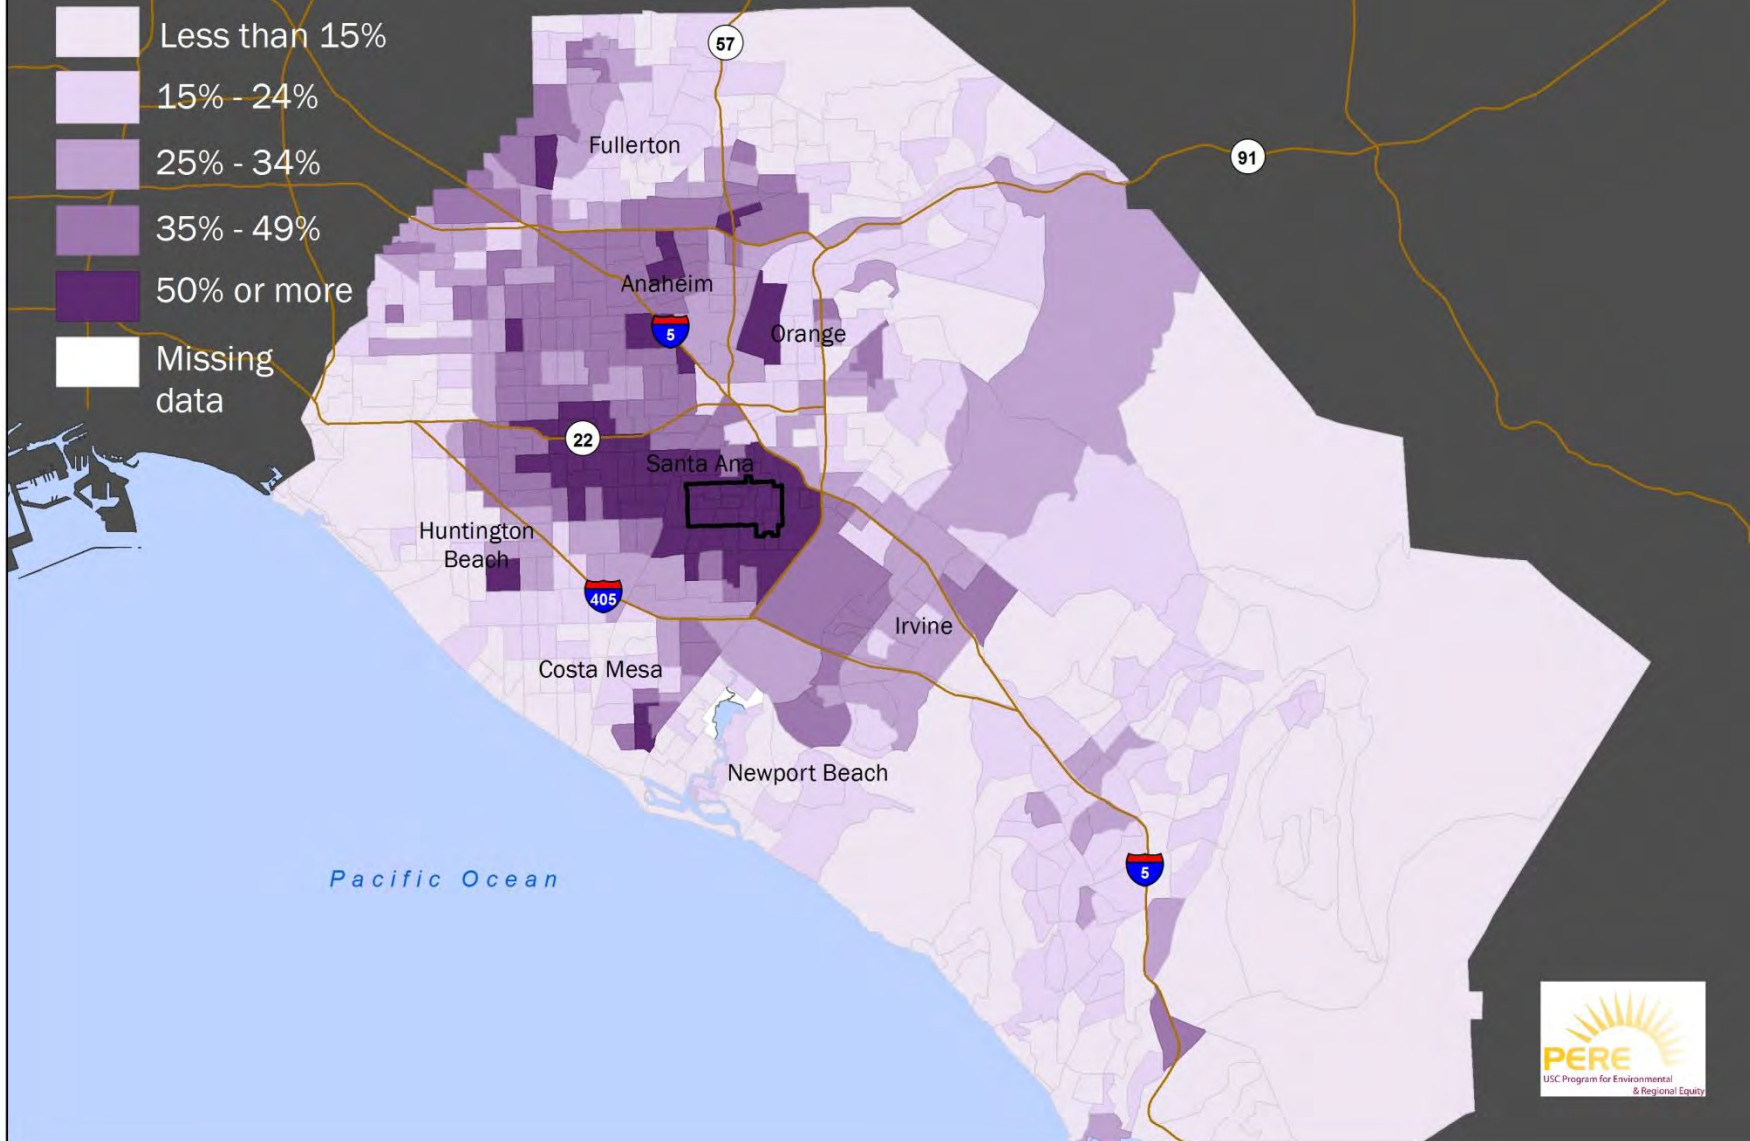 Less than 15%
15% - 24%
25% - 34%
35% - 49%
50% or more
Missing
data
57
91
Fullerton
Anaheim
5
Orange
22
Santa Ana
Huntington
Beach
405
Irvine
Costa Mesa
Newport Beach
Pacific Ocean
5
PERE
USC Program for Environmental
& Regional Equity